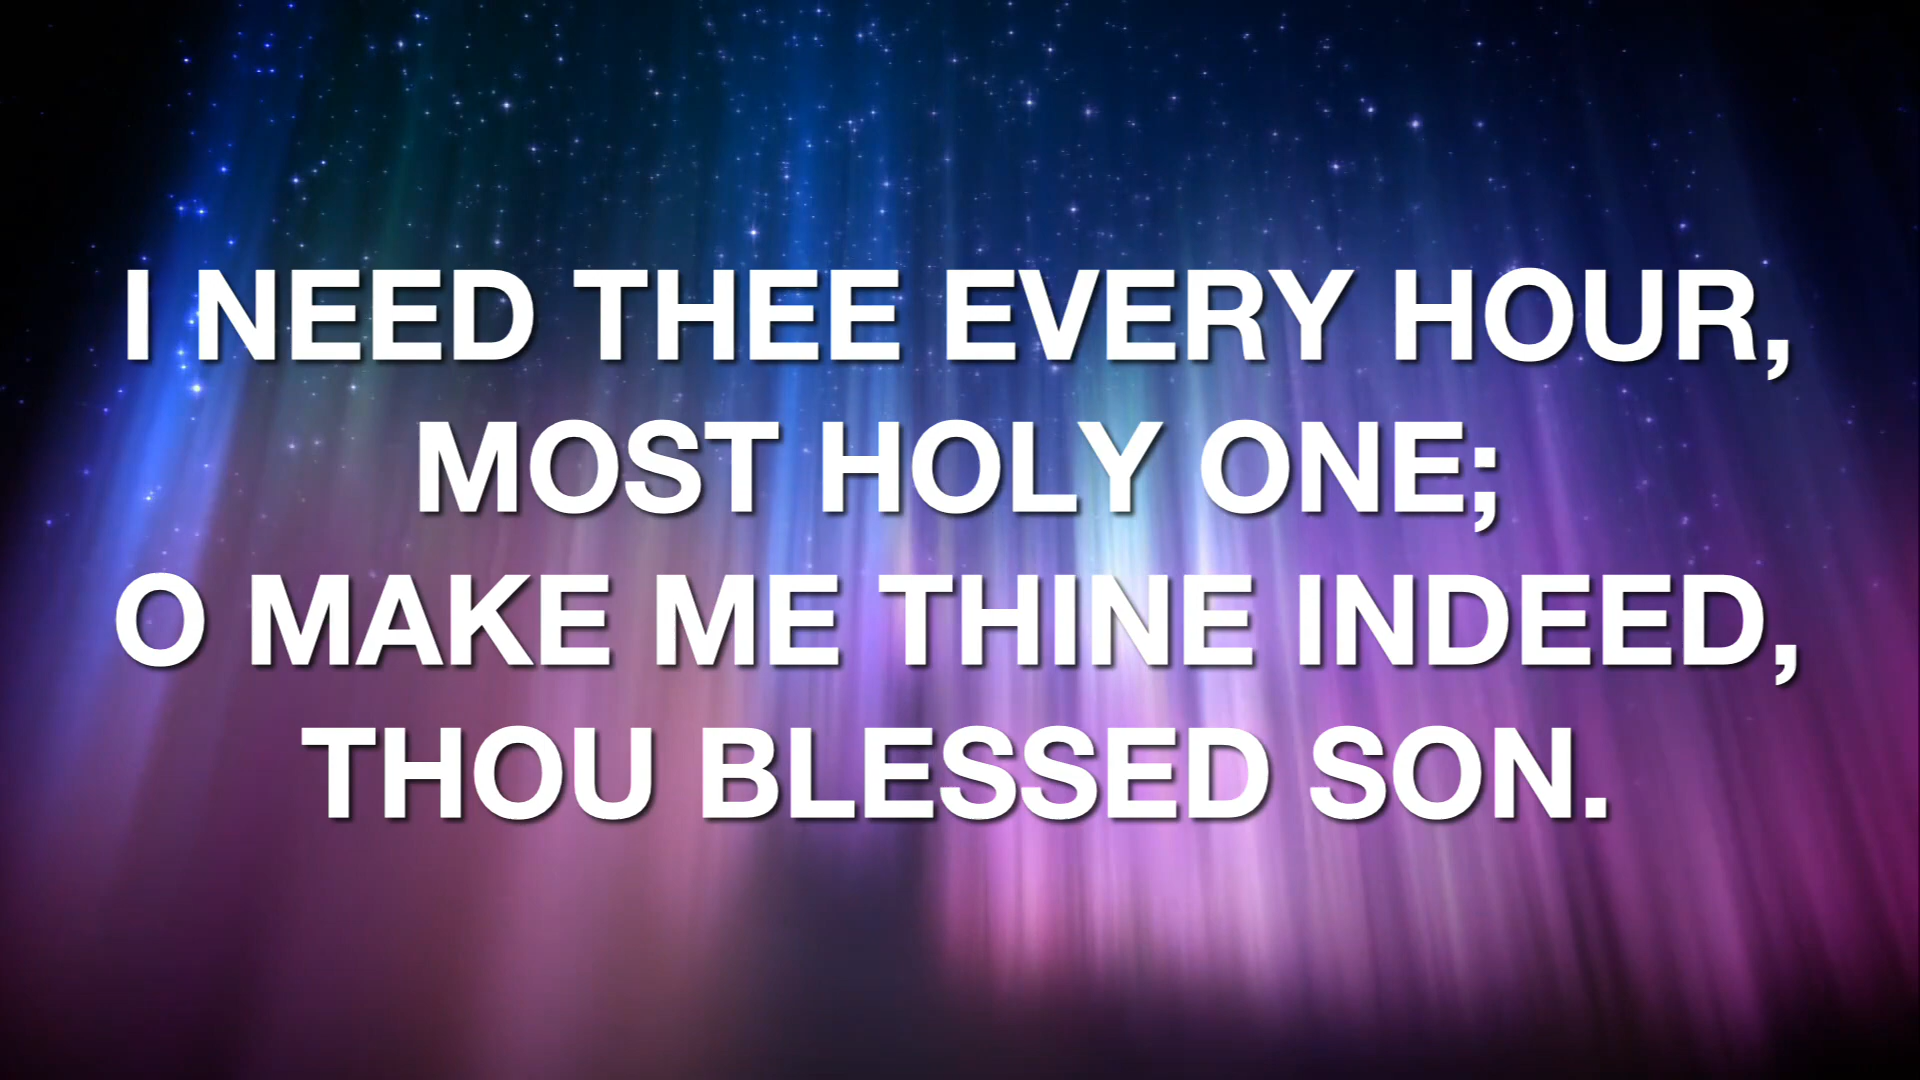 I NEED THEE EVERY HOUR,
MOST HOLY ONE;
O MAKE ME THINE INDEED,
THOU BLESSED SON.